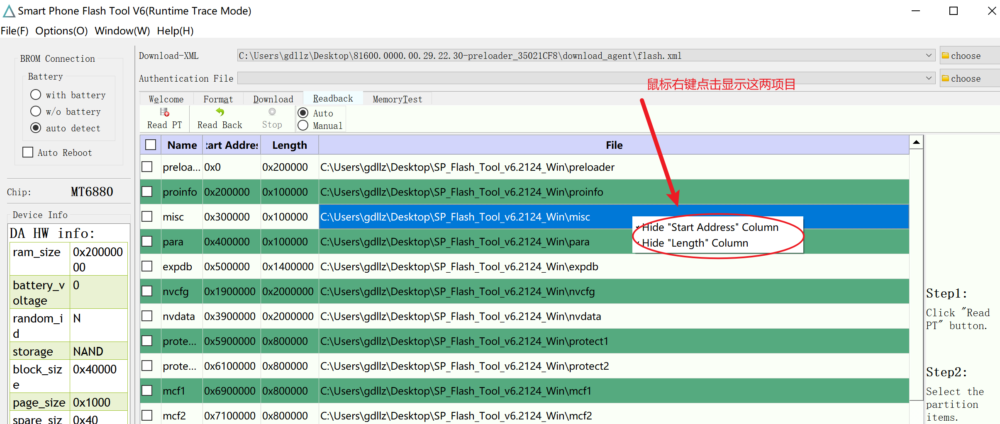 Smart Phone Flash Tool V6(Runtime Trace Mode)
File(F) Options(O) Window(W) Help(H)
BROM Connection
Battery
with battery
w/o battery
auto detect
Auto Reboot
Chip: MT6880
Device Info
DA HW info:
ram_size 0x200000
00
battery_v 0
oltage
random_i N
d
storage NAND
block_siz 0x40000
e
page_size 0x1000
spare_siz 0x40
Download-XML C:\Users\gdllz\Desktop\81600.0000.00.29.22.30-preloader_35021CF8\download_agent\flash.xml choose
Authentication File choose
鼠标右键点击显示这两项目
Welcome Format Download Readback MemoryTest
Read PT Read Back Stop
Auto
Manual
Name tart Addres Length File
preloa... 0x0 0x200000 C:\Users\gdllz\Desktop\SP_Flash_Tool_v6.2124_Win\preloader
proinfo 0x200000 0x100000 C:\Users\gdllz\Desktop\SP_Flash_Tool_v6.2124_Win\proinfo
misc 0x300000 0x100000 C:\Users\gdllz\Desktop\SP_Flash_Tool_v6.2124_Win\misc
Hide "Start Address" Column
Hide "Length" Column
para 0x400000 0x100000 C:\Users\gdllz\Desktop\SP_Flash_Tool_v6.2124_Win\para
expdb 0x500000 0x1400000 C:\Users\gdllz\Desktop\SP_Flash_Tool_v6.2124_Win\expdb
nvcfg 0x1900000 0x2000000 C:\Users\gdllz\Desktop\SP_Flash_Tool_v6.2124_Win\nvcfg
nvdata 0x3900000 0x2000000 C:\Users\gdllz\Desktop\SP_Flash_Tool_v6.2124_Win\nvdata
prote... 0x5900000 0x800000 C:\Users\gdllz\Desktop\SP_Flash_Tool_v6.2124_Win\protect1
prote... 0x6100000 0x800000 C:\Users\gdllz\Desktop\SP_Flash_Tool_v6.2124_Win\protect2
mcf1 0x6900000 0x800000 C:\Users\gdllz\Desktop\SP_Flash_Tool_v6.2124_Win\mcf1
mcf2 0x7100000 0x800000 C:\Users\gdllz\Desktop\SP_Flash_Tool_v6.2124_Win\mcf2
Step1:
Click "Read
PT" button.
Step2:
Select the
partition
items.